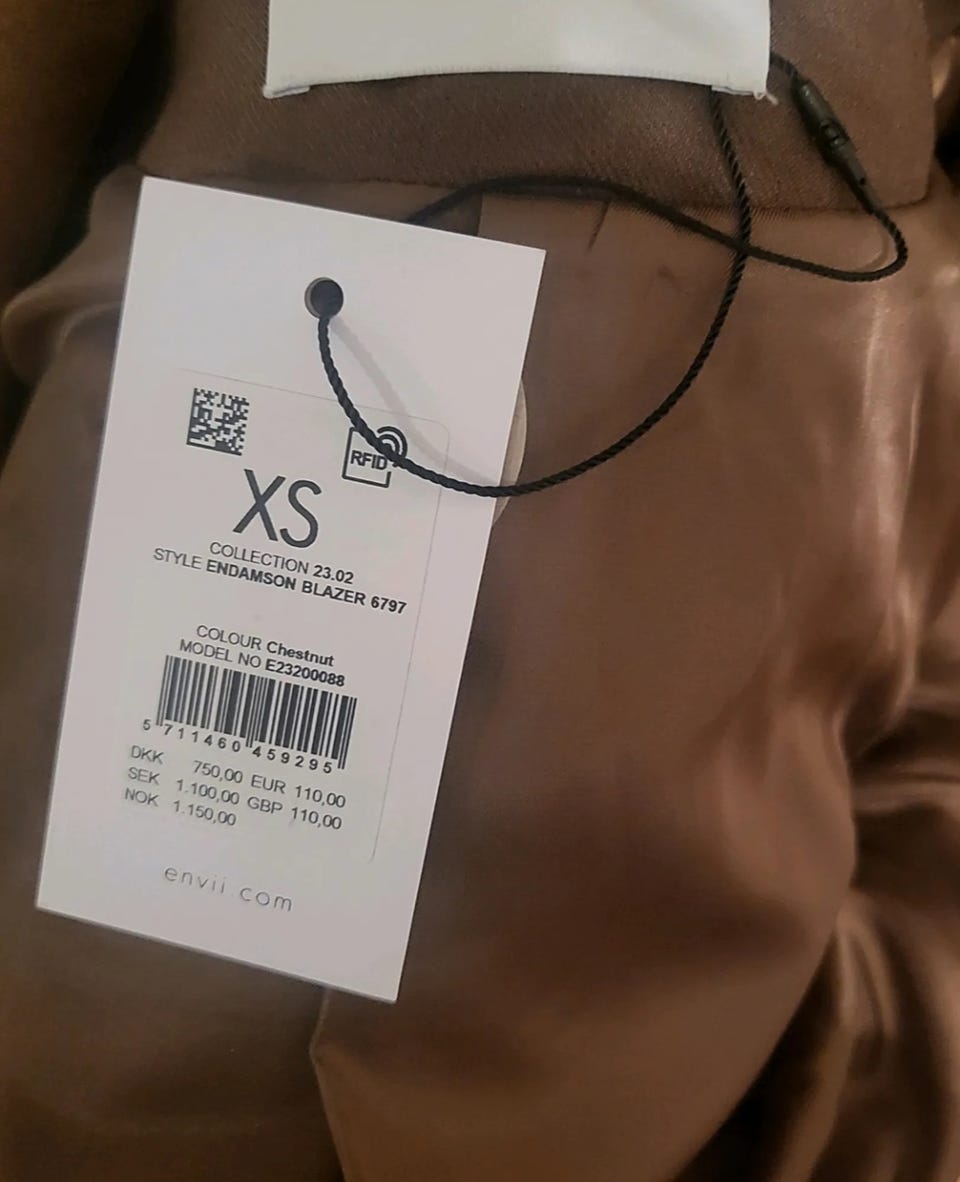 RFID
XS
COLLECTION 23.02
STYLE ENDAMSON BLAZER 6797
COLOUR Chestnut
MODEL NO E23200088
5 711460 459295
DKK 750,00 EUR 110,00
SEK 1.100,00 GBP 110,00
NOK 1.150,00
envii.com